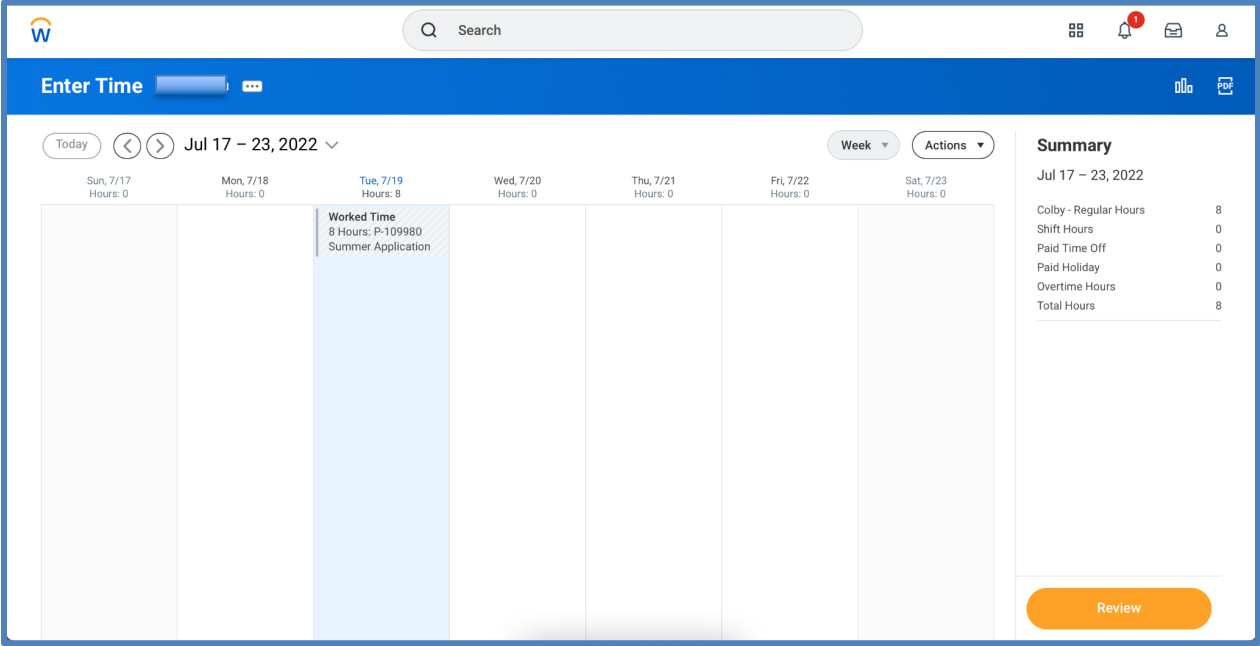 W
Search
1
Enter Time
PDF
Today
Jul 17 – 23, 2022
Week
Actions
Sun, 7/17
Hours: 0
Mon, 7/18
Hours: 0
Tue, 7/19
Hours: 8
Wed, 7/20
Hours: 0
Thu, 7/21
Hours: 0
Fri, 7/22
Hours: 0
Sat, 7/23
Hours: 0
Worked Time
8 Hours: P-109980
Summer Application
Summary
Jul 17 – 23, 2022
Colby - Regular Hours 8
Shift Hours 0
Paid Time Off 0
Paid Holiday 0
Overtime Hours 0
Total Hours 8
Review